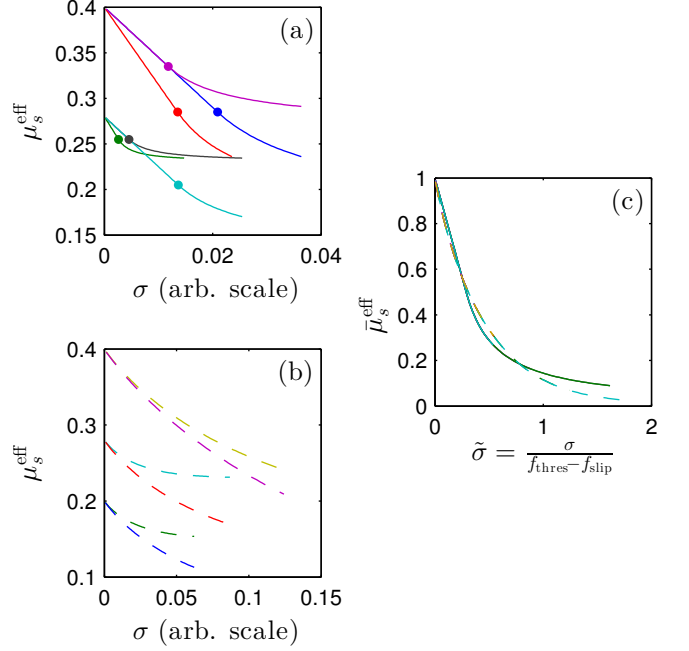 (a)
0.4
0.3
0.25
0.2
0.15
μ_s^eff
0 0.02 0.04
σ (arb. scale)
(b)
0.4
0.3
0.2
0.1
μ_s^eff
0 0.05 0.1 0.15
σ (arb. scale)
(c)
1
0.8
0.6
0.4
0.2
0
μ̄_s^eff
0 1 2
σ̃ = σ / (f_thres − f_slip)